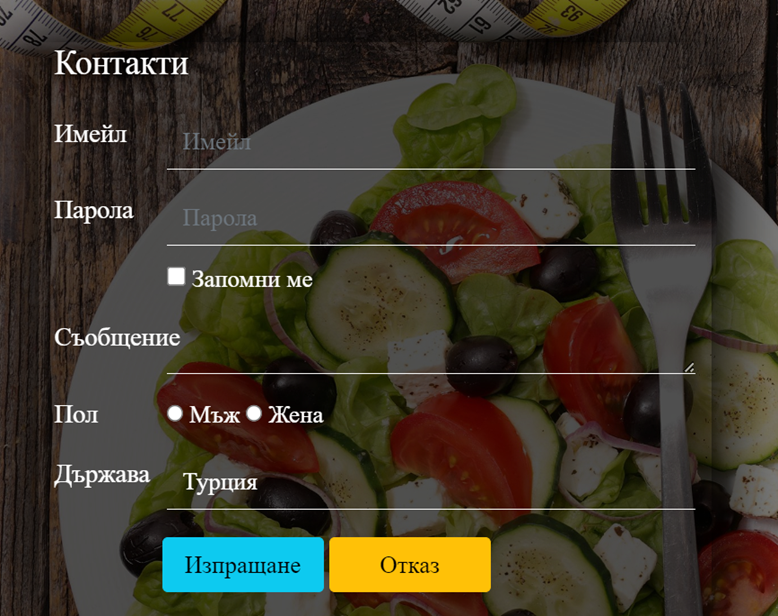 Контакти
Имейл Имейл
Парола Парола
Запомни ме
Съобщение
Пол Мъж Жена
Държава Турция
Изпращане Отказ